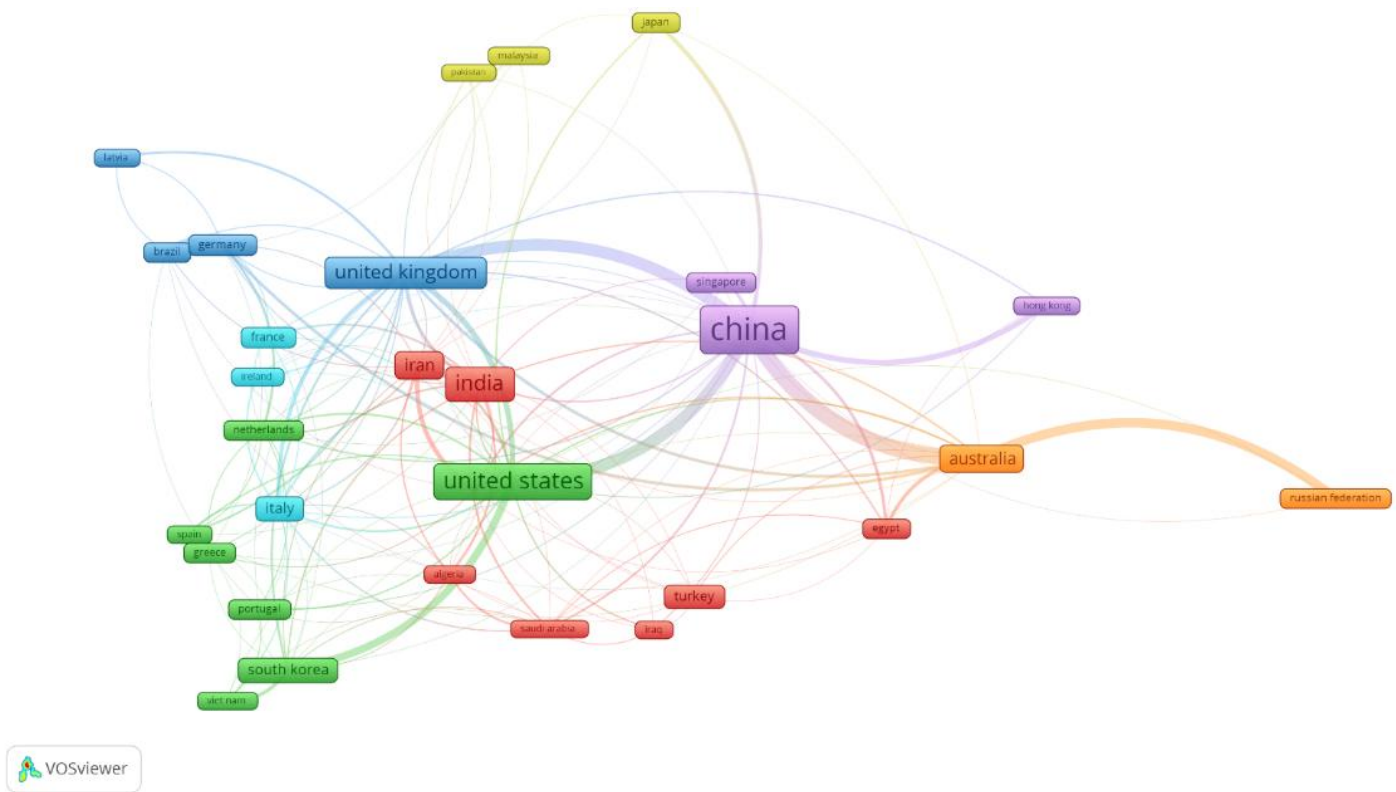 japan
malaysia
pakistan
latvia
germany
brazil
united kingdom
singapore
hong kong
china
france
iran
ireland
india
netherlands
australia
united states
russian federation
italy
egypt
spain
greece
algeria
turkey
portugal
saudi arabia
iraq
south korea
viet nam
VOSviewer